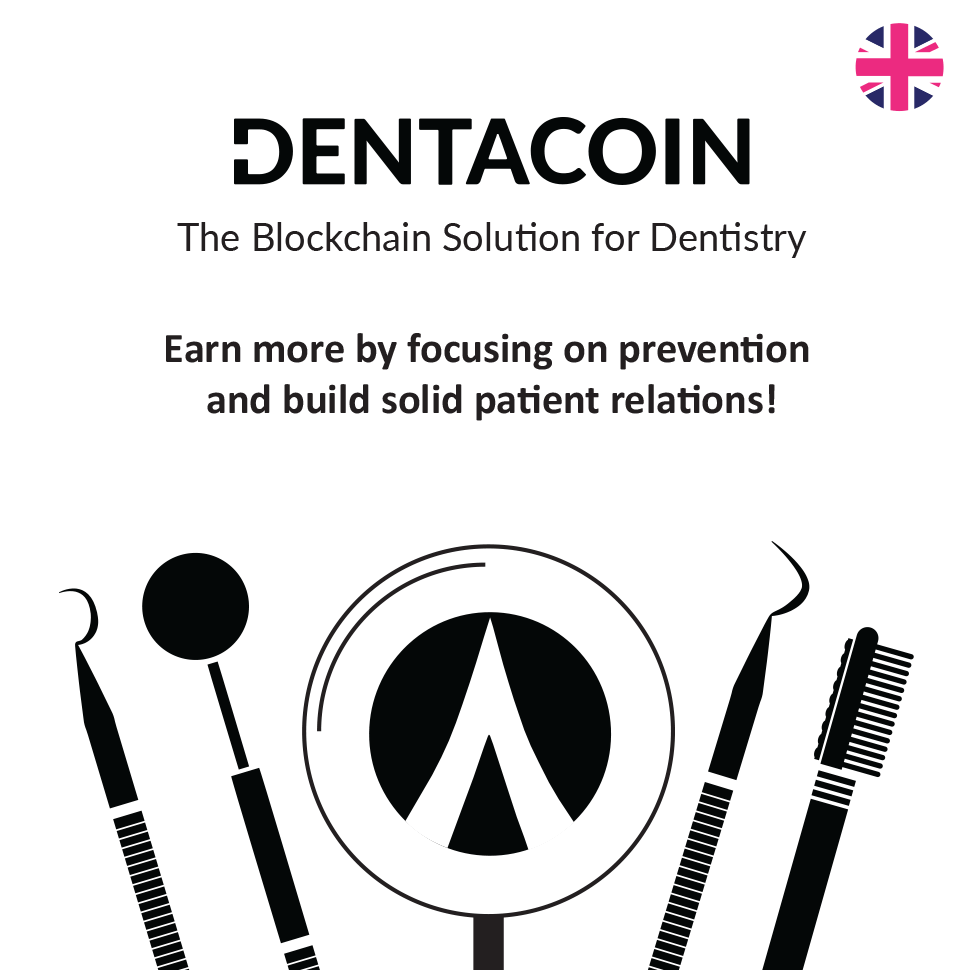 DENTACOIN
The Blockchain Solution for Dentistry
Earn more by focusing on prevention
and build solid patient relations!